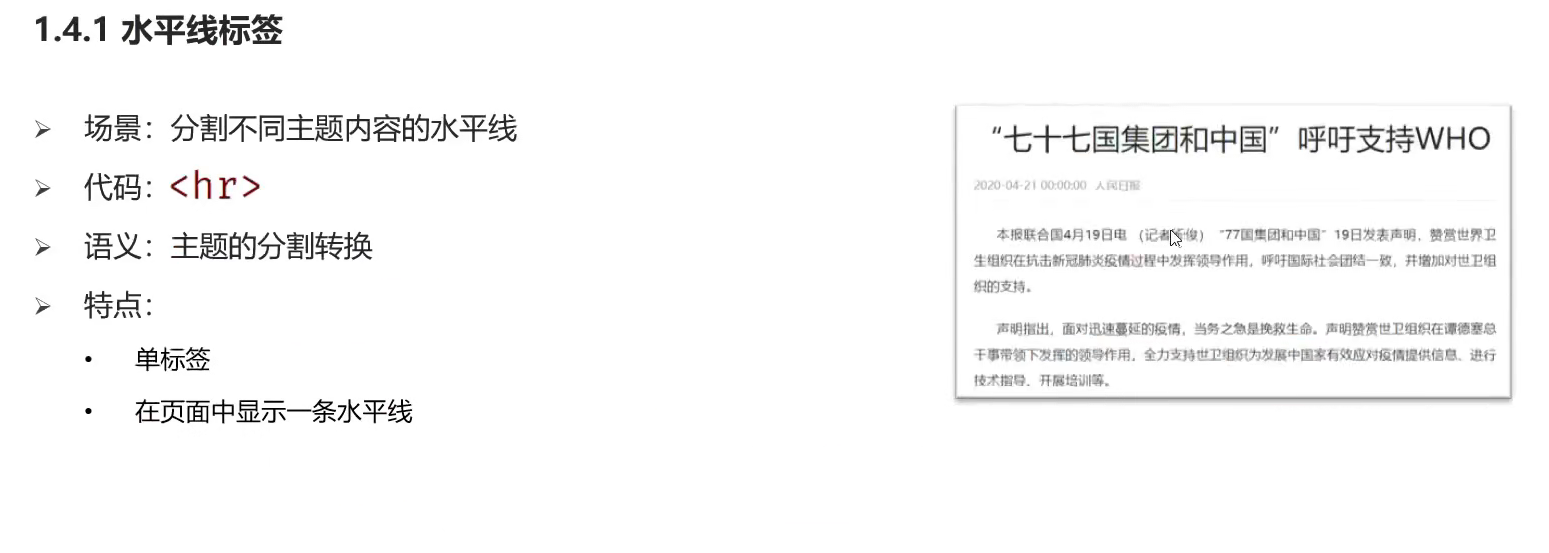 1.4.1 水平线标签
场景：分割不同主题内容的水平线
代码：<hr>
语义：主题的分割转换
特点：
单标签
在页面中显示一条水平线
“七十七国集团和中国”呼吁支持WHO
2020-04-21 00:00:00 人民日报
本报联合国4月19日电 （记者 俊）“77国集团和中国”19日发表声明，赞赏世界卫
生组织在抗击新冠肺炎疫情过程中发挥领导作用，呼吁国际社会团结一致，并增加对世卫组
织的支持。
声明指出，面对迅速蔓延的疫情，当务之急是挽救生命。声明赞赏世卫组织在谭德塞总
干事带领下发挥的领导作用，全力支持世卫组织为发展中国家有效应对疫情提供信息、进行
技术指导、开展培训等。